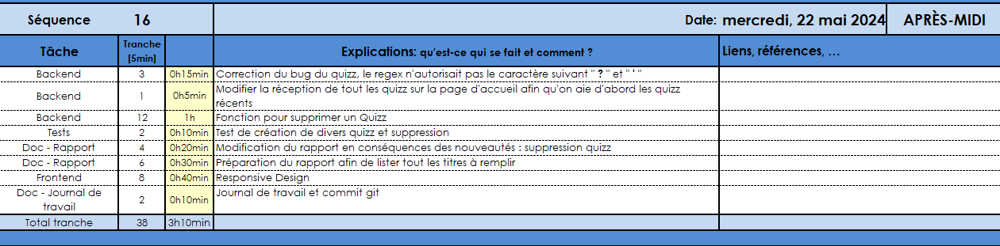 Séquence 16 Date: mercredi, 22 mai 2024 APRÈS-MIDI
Tâche Tranche [5min] Explications: qu'est-ce qui se fait et comment ? Liens, références, …
Backend 3 0h15min Correction du bug du quizz, le regex n'autorisait pas le caractère suivant " ? " et " ' "
Backend 1 0h5min Modifier la réception de tout les quizz sur la page d'accueil afin qu'on aie d'abord les quizz
récents
Backend 12 1h Fonction pour supprimer un Quizz
Tests 2 0h10min Test de création de divers quizz et suppression
Doc - Rapport 4 0h20min Modification du rapport en conséquences des nouveautés : suppression quizz
Doc - Rapport 6 0h30min Préparation du rapport afin de lister tout les titres à remplir
Frontend 8 0h40min Responsive Design
Doc - Journal de travail 2 0h10min Journal de travail et commit git
Total tranche 38 3h10min